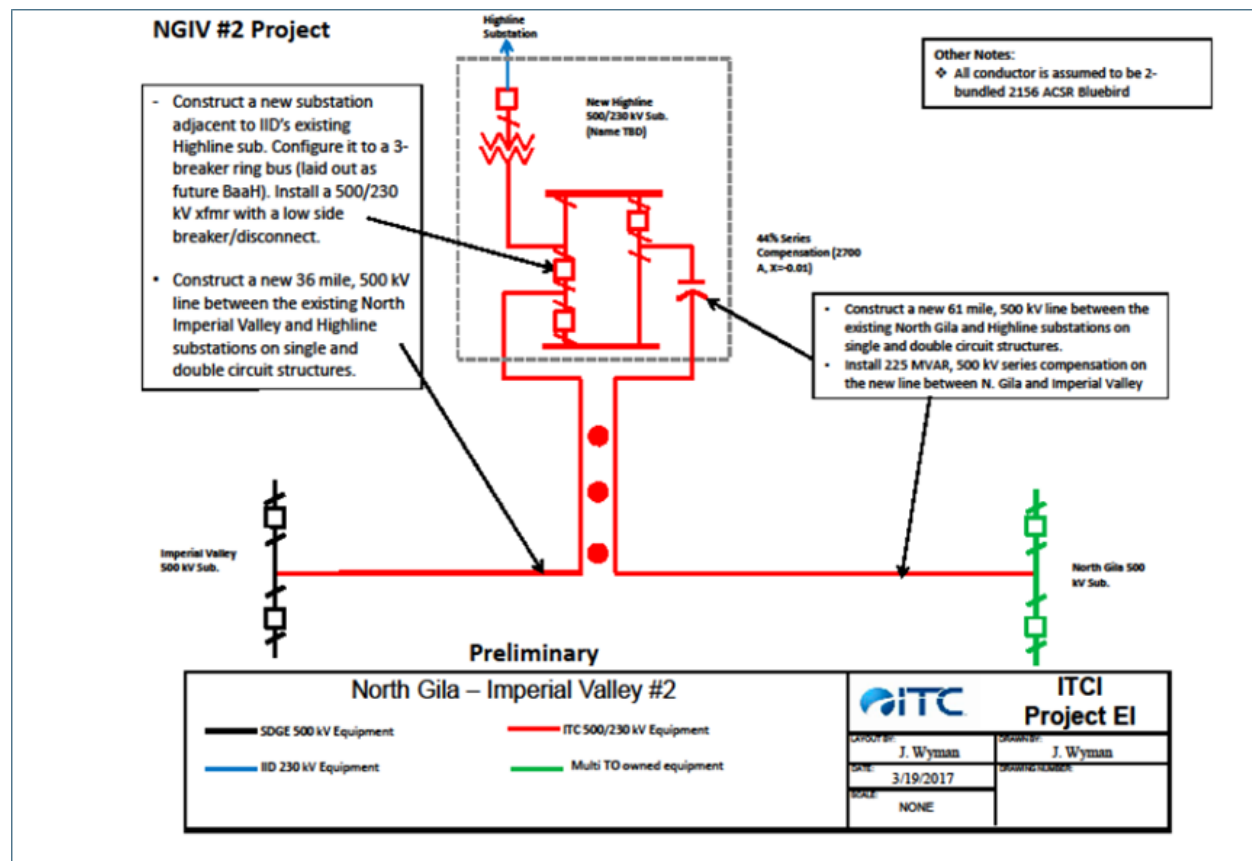 NGIV #2 Project
Highline
Substation
Other Notes:
❖ All conductor is assumed to be 2-
bundled 2156 ACSR Bluebird
- Construct a new substation
adjacent to IID's existing
Highline sub. Configure it to a 3-
breaker ring bus (laid out as
future BaaH). Install a 500/230
kV xfmr with a low side
breaker/disconnect.
• Construct a new 36 mile, 500 kV
line between the existing North
Imperial Valley and Highline
substations on single and
double circuit structures.
New Highline
500/230 kV Sub.
(Name TBD)
44% Series
Compensation (2700
A, X=-0.01)
• Construct a new 61 mile, 500 kV line between the
existing North Gila and Highline substations on
single and double circuit structures.
• Install 225 MVAR, 500 kV series compensation on
the new line between N. Gila and Imperial Valley
Imperial Valley
500 kV Sub.
North Gila 500
kV Sub.
Preliminary
North Gila – Imperial Valley #2
SDGE 500 kV Equipment
ITC 500/230 kV Equipment
IID 230 kV Equipment
Multi TO owned equipment
ITC
ITCI
Project EI
LAYOUT BY:
J. Wyman
DRAWN BY:
J. Wyman
DATE:
3/19/2017
DRAWING NUMBER:
SCALE:
NONE